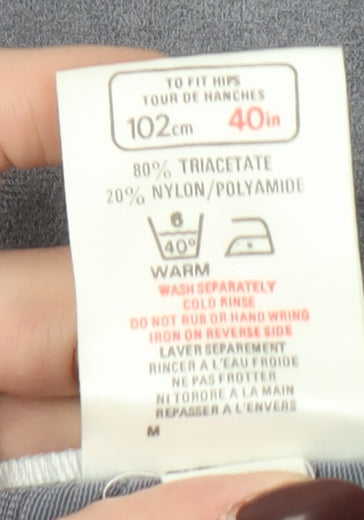 TO FIT HIPS
TOUR DE HANCHES
102cm 40in
80% TRIACETATE
20% NYLON/POLYAMIDE
6
40°
WARM
WASH SEPARATELY
COLD RINSE
DO NOT RUB OR HAND WRING
IRON ON REVERSE SIDE
LAVER SEPAREMENT
RINCER A L'EAU FROIDE
NE PAS FROTTER
NI TORDRE A LA MAIN
REPASSER A L'ENVERS
M